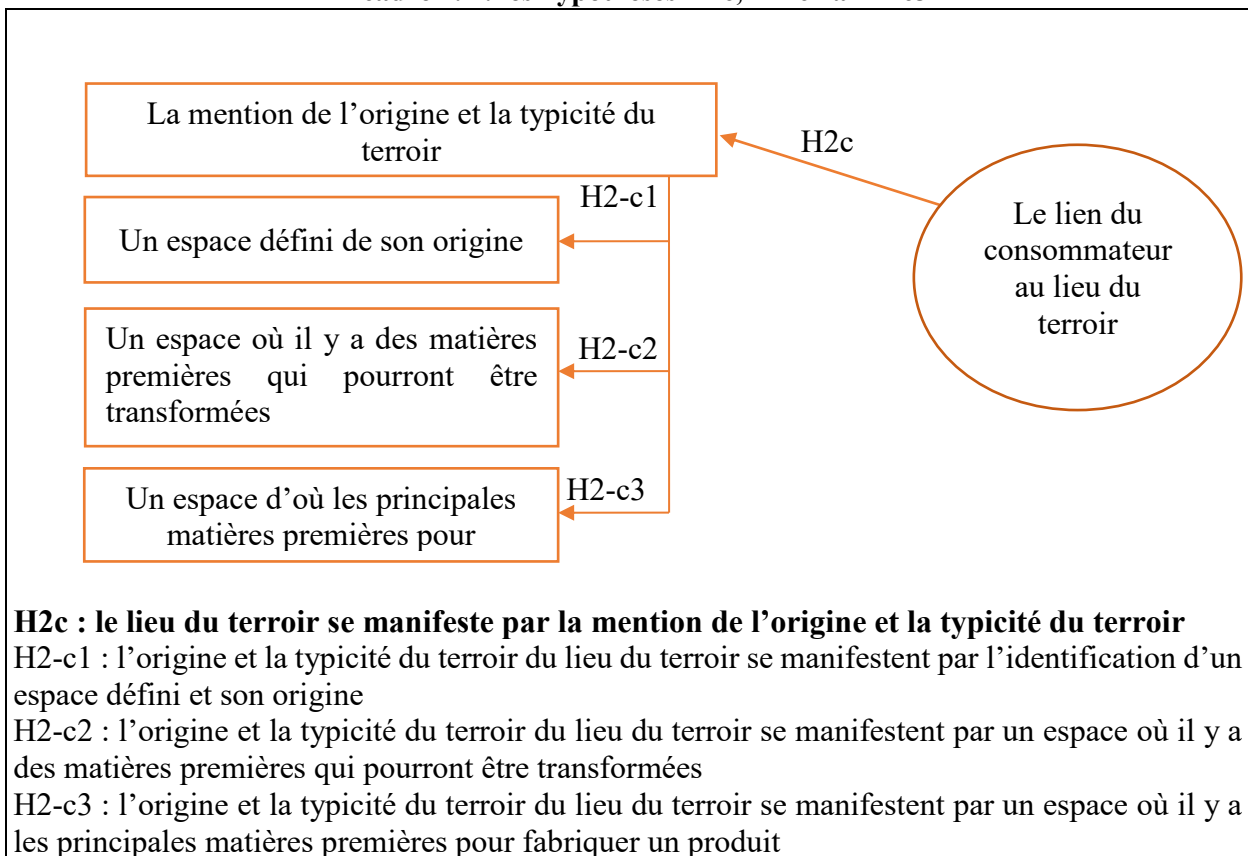 La mention de l’origine et la typicité du
terroir
H2c
H2-c1
Un espace défini de son origine
Le lien du
consommateur
au lieu du
terroir
Un espace où il y a des matières
premières qui pourront être
transformées
H2-c2
Un espace d’où les principales
matières premières pour
H2-c3
H2c : le lieu du terroir se manifeste par la mention de l’origine et la typicité du terroir
H2-c1 : l’origine et la typicité du terroir du lieu du terroir se manifestent par l’identification d’un
espace défini et son origine
H2-c2 : l’origine et la typicité du terroir du lieu du terroir se manifestent par un espace où il y a
des matières premières qui pourront être transformées
H2-c3 : l’origine et la typicité du terroir du lieu du terroir se manifestent par un espace où il y a
les principales matières premières pour fabriquer un produit